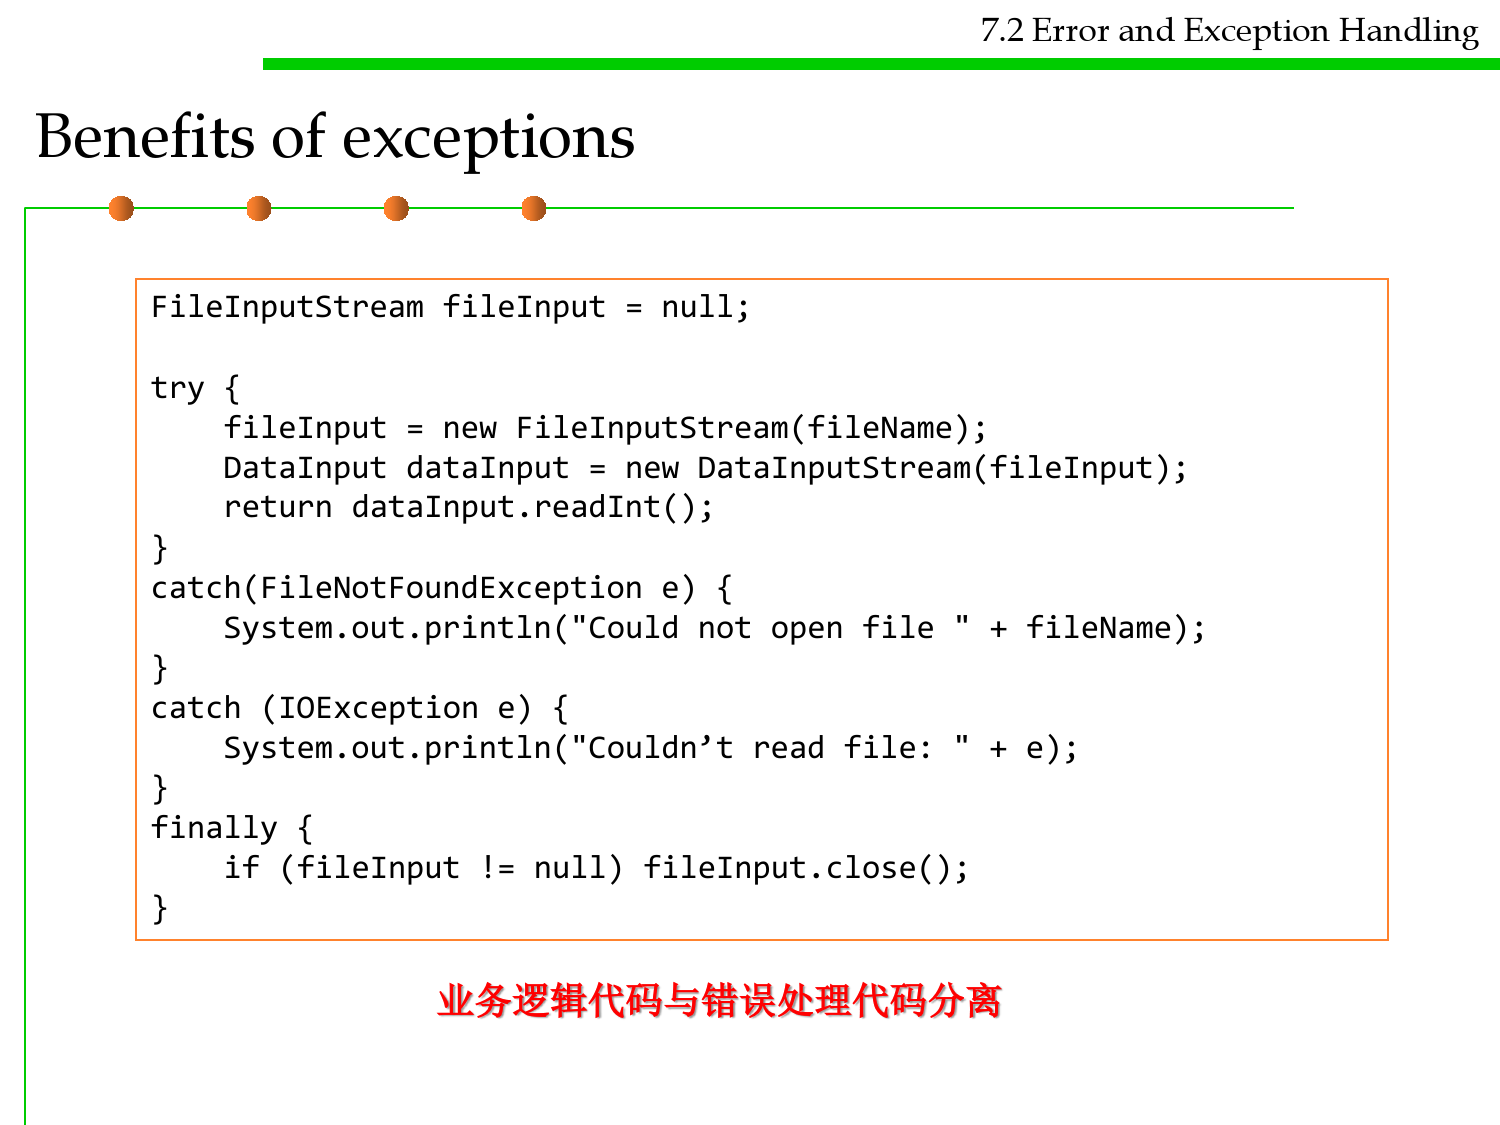 7.2 Error and Exception Handling
Benefits of exceptions
FileInputStream fileInput = null;
try {
    fileInput = new FileInputStream(fileName);
    DataInput dataInput = new DataInputStream(fileInput);
    return dataInput.readInt();
}
catch(FileNotFoundException e) {
    System.out.println("Could not open file " + fileName);
}
catch (IOException e) {
    System.out.println("Couldn’t read file: " + e);
}
finally {
    if (fileInput != null) fileInput.close();
}
业务逻辑代码与错误处理代码分离